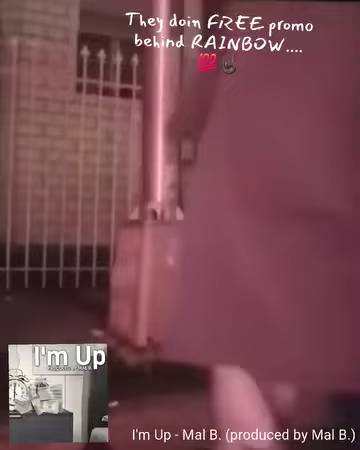 They doin FREE promo
behind RAINBOW....
💯🤘🏿
I'm Up
I'm Up - Mal B. (produced by Mal B.)